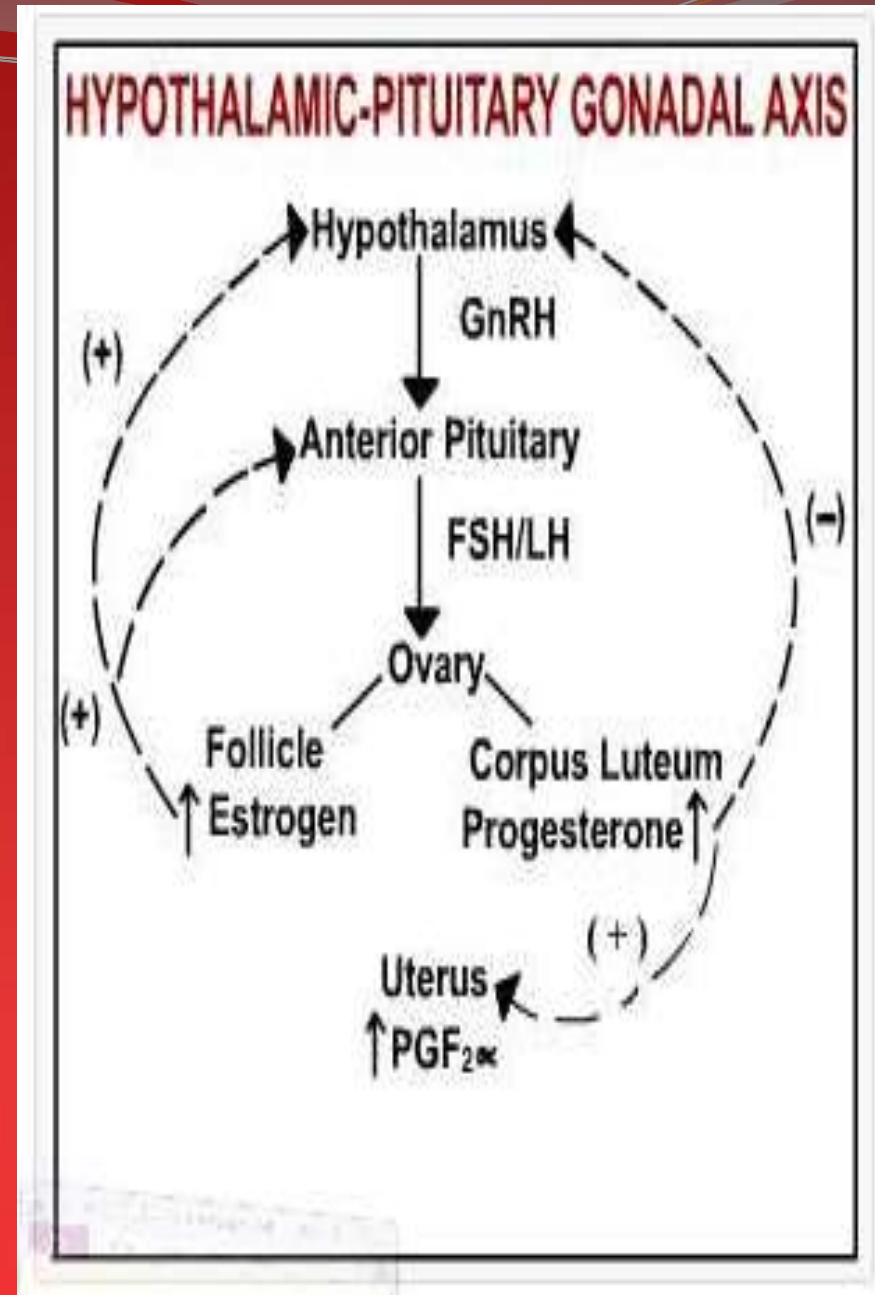 HYPOTHALAMIC-PITUITARY GONADAL AXIS
Hypothalamus
GnRH
(+)
Anterior Pituitary
(-)
FSH/LH
Ovary
(+)
Follicle
↑ Estrogen
Corpus Luteum
Progesterone ↑
(+)
Uterus
↑ PGF₂∝